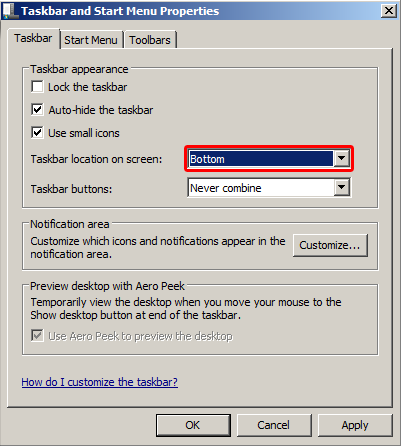 Taskbar and Start Menu Properties
Taskbar Start Menu Toolbars
Taskbar appearance
Lock the taskbar
Auto-hide the taskbar
Use small icons
Taskbar location on screen: Bottom
Taskbar buttons: Never combine
Notification area
Customize which icons and notifications appear in the
notification area.
Customize...
Preview desktop with Aero Peek
Temporarily view the desktop when you move your mouse to the
Show desktop button at end of the taskbar.
Use Aero Peek to preview the desktop
How do I customize the taskbar?
OK Cancel Apply